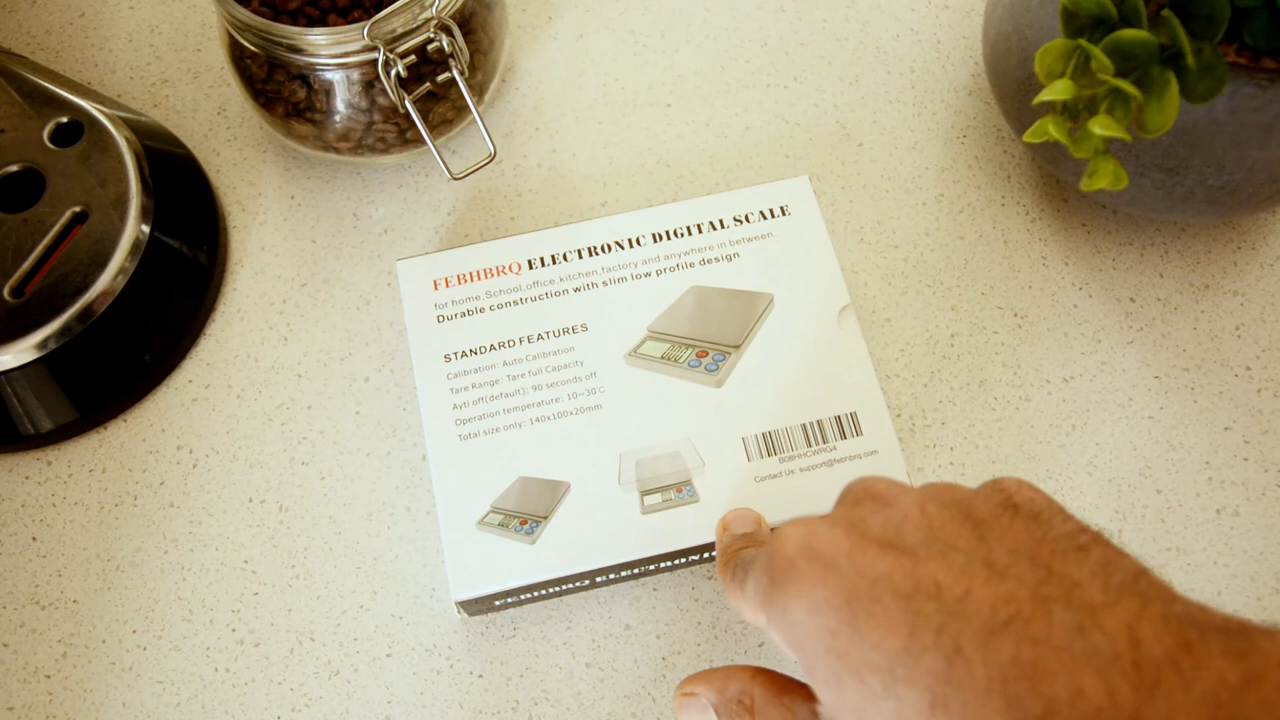 FEBHBRQ ELECTRONIC DIGITAL SCALE
for home,School,office,kitchen,factory and anywhere in between.
Durable construction with slim low profile design
STANDARD FEATURES
Calibration: Auto Calibration
Tare Range: Tare full Capacity
Ayti off(default): 90 seconds off
Operation temperature: 10~30℃
Total size only: 140x100x20mm
B08HHCWRG4
Contact Us: support@febhbrq.com
FEBHBRQ ELECTRONIC